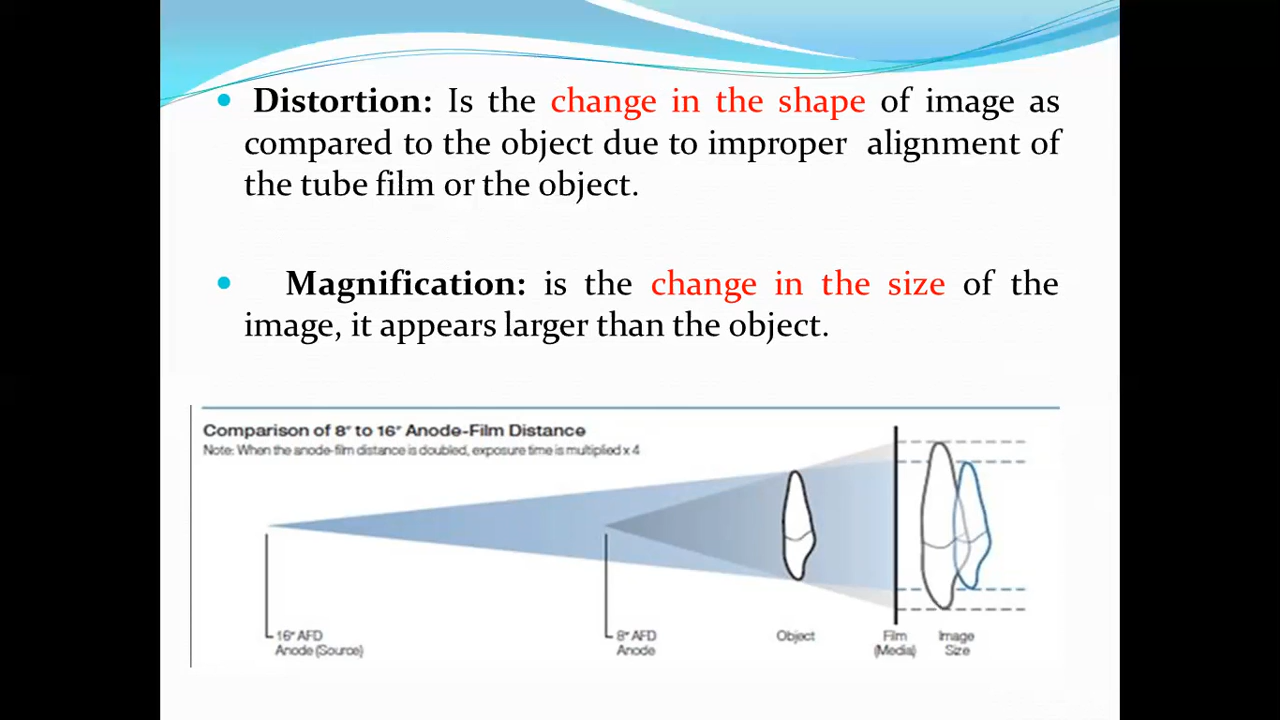 Distortion: Is the change in the shape of image as
compared to the object due to improper alignment of
the tube film or the object.
Magnification: is the change in the size of the
image, it appears larger than the object.
Comparison of 8″ to 16″ Anode-Film Distance
Note: When the anode-film distance is doubled, exposure time is multiplied x 4
16″ AFD
Anode (Source)
8″ AFD
Anode
Object
Film
(Media)
Image
Size